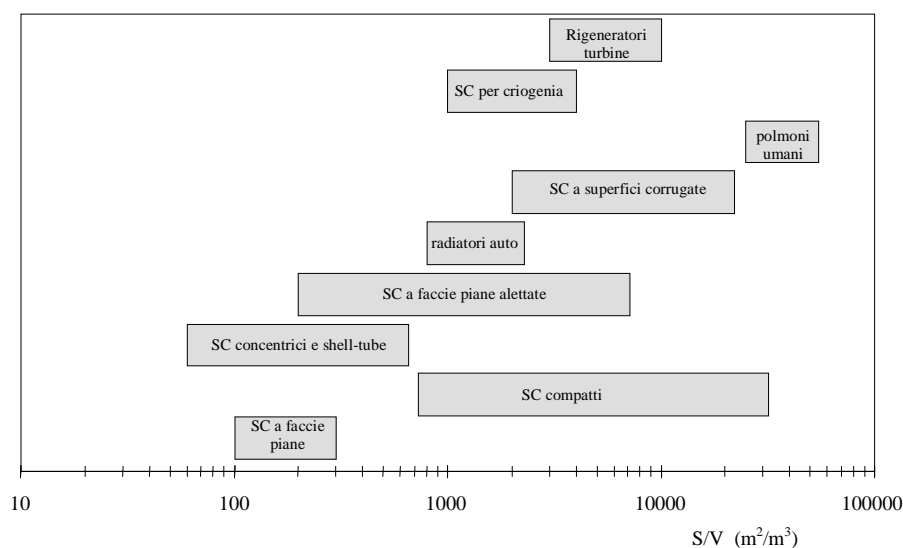 Rigeneratori
turbine
SC per criogenia
polmoni
umani
SC a superfici corrugate
radiatori auto
SC a faccie piane alettate
SC concentrici e shell-tube
SC compatti
SC a faccie
piane
10 100 1000 10000 100000
S/V (m²/m³)